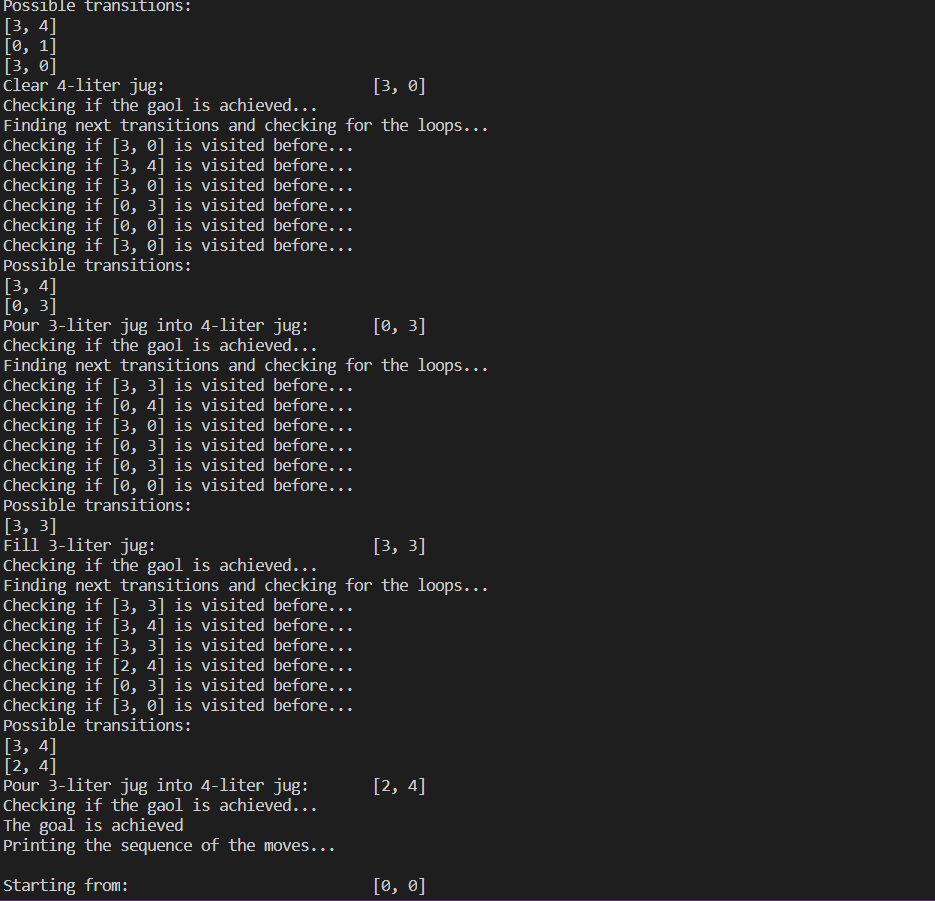 Possible transitions:
[3, 4]
[0, 1]
[3, 0]
Clear 4-liter jug:                         [3, 0]
Checking if the gaol is achieved...
Finding next transitions and checking for the loops...
Checking if [3, 0] is visited before...
Checking if [3, 4] is visited before...
Checking if [3, 0] is visited before...
Checking if [0, 3] is visited before...
Checking if [0, 0] is visited before...
Checking if [3, 0] is visited before...
Possible transitions:
[3, 4]
[0, 3]
Pour 3-liter jug into 4-liter jug:       [0, 3]
Checking if the gaol is achieved...
Finding next transitions and checking for the loops...
Checking if [3, 3] is visited before...
Checking if [0, 4] is visited before...
Checking if [3, 0] is visited before...
Checking if [0, 3] is visited before...
Checking if [0, 3] is visited before...
Checking if [0, 0] is visited before...
Possible transitions:
[3, 3]
Fill 3-liter jug:                          [3, 3]
Checking if the gaol is achieved...
Finding next transitions and checking for the loops...
Checking if [3, 3] is visited before...
Checking if [3, 4] is visited before...
Checking if [3, 3] is visited before...
Checking if [2, 4] is visited before...
Checking if [0, 3] is visited before...
Checking if [3, 0] is visited before...
Possible transitions:
[3, 4]
[2, 4]
Pour 3-liter jug into 4-liter jug:       [2, 4]
Checking if the gaol is achieved...
The goal is achieved
Printing the sequence of the moves...

Starting from:                             [0, 0]